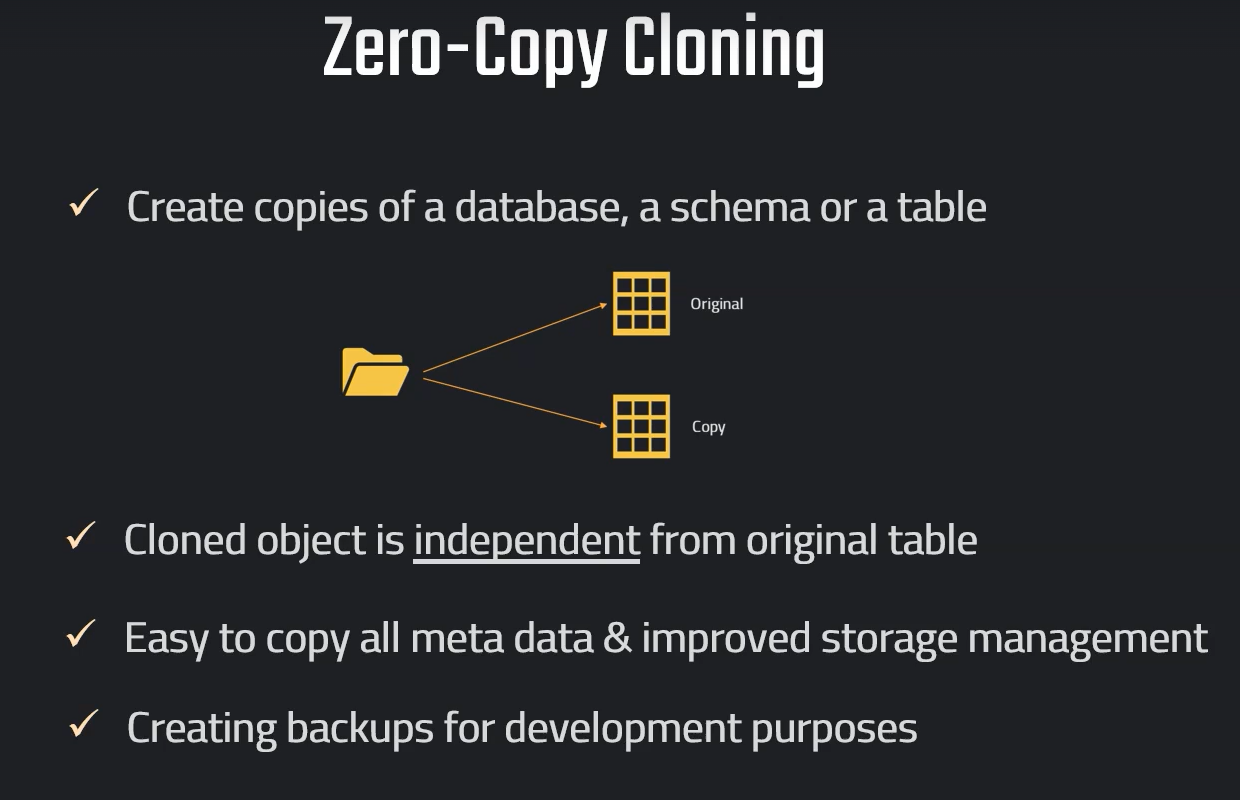 Zero-Copy Cloning
✓ Create copies of a database, a schema or a table
Original
Copy
✓ Cloned object is independent from original table
✓ Easy to copy all meta data & improved storage management
✓ Creating backups for development purposes